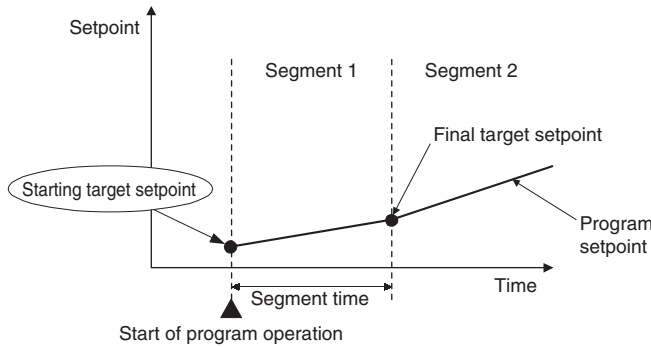 Setpoint
Segment 1
Segment 2
Final target setpoint
Starting target setpoint
Program
setpoint
Time
Segment time
Start of program operation